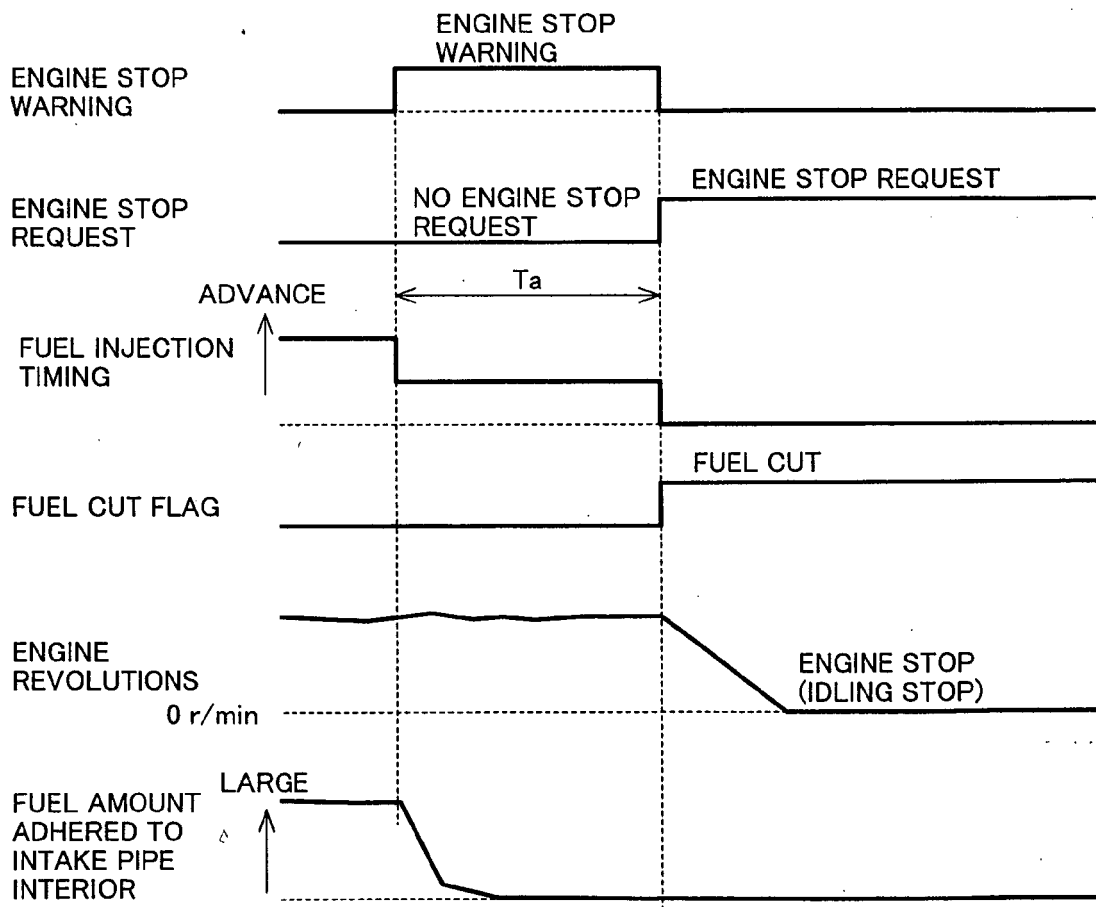 ENGINE STOP
WARNING
ENGINE STOP
WARNING
ENGINE STOP REQUEST
NO ENGINE STOP
REQUEST
ENGINE STOP
REQUEST
Ta
ADVANCE
FUEL INJECTION
TIMING
FUEL CUT
FUEL CUT FLAG
ENGINE
REVOLUTIONS
ENGINE STOP
(IDLING STOP)
0 r/min
LARGE
FUEL AMOUNT
ADHERED TO
INTAKE PIPE
INTERIOR